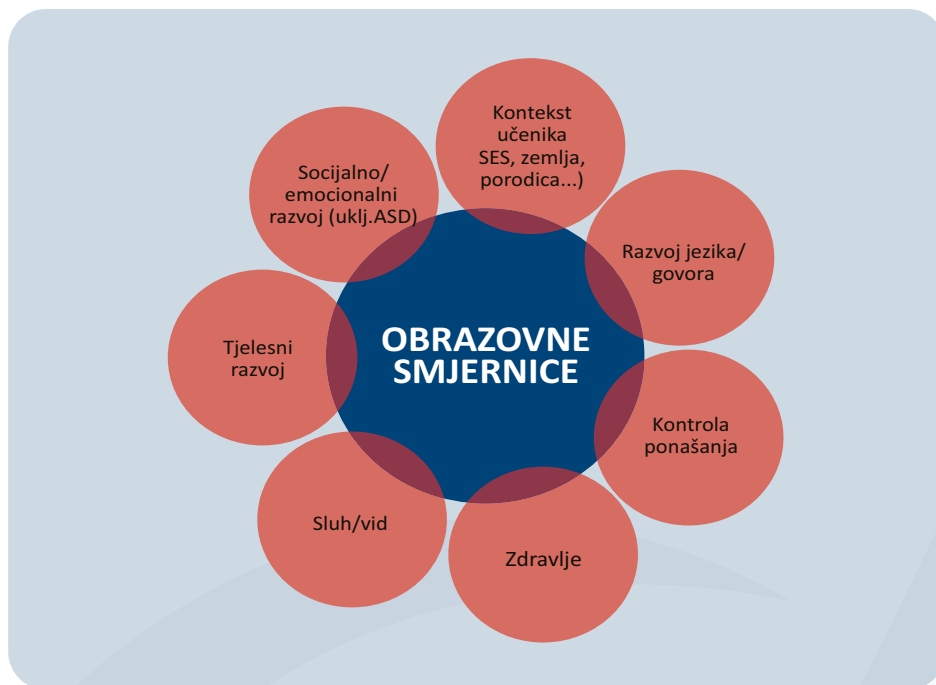 Kontekst
učenika
SES, zemlja,
porodica...)
Socijalno/
emocionalni
razvoj (uklj.ASD)
Razvoj jezika/
govora
OBRAZOVNE
SMJERNICE
Tjelesni
razvoj
Kontrola
ponašanja
Sluh/vid
Zdravlje